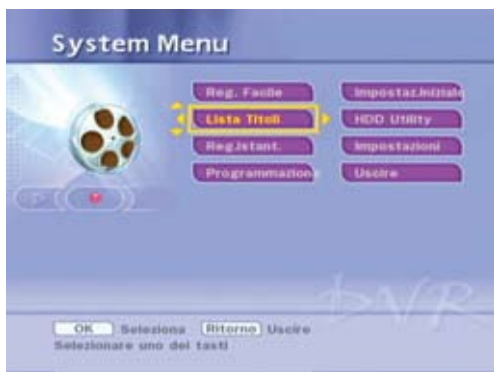 System Menu
Reg. Facile
Lista Titoli
Reg.Istant.
Programmazione
Impostaz.Iniziale
HDD Utility
Impostazioni
Uscire
DVR
OK Seleziona Ritorno Uscire
Selezionare uno dei tasti